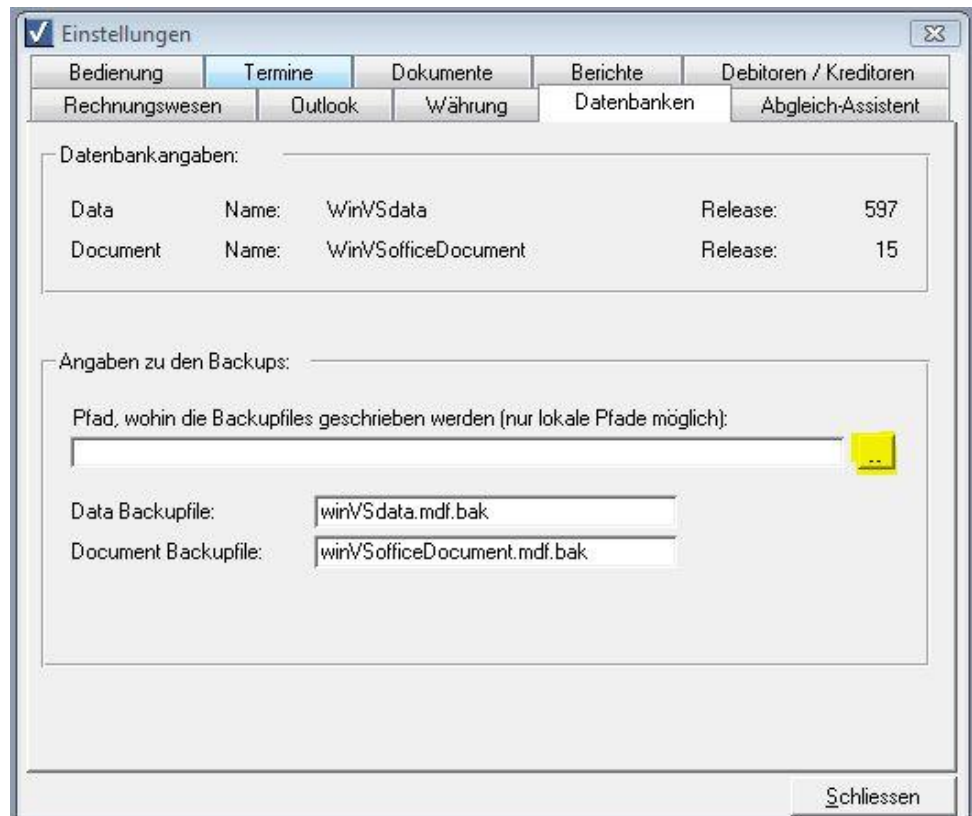 Einstellungen
Bedienung Termine Dokumente Berichte Debitoren / Kreditoren
Rechnungswesen Outlook Währung Datenbanken Abgleich-Assistent
Datenbankangaben:
Data Name: WinVSdata Release: 597
Document Name: WinVSofficeDocument Release: 15
Angaben zu den Backups:
Pfad, wohin die Backupfiles geschrieben werden (nur lokale Pfade möglich):
..
Data Backupfile: winVSdata.mdf.bak
Document Backupfile: winVSofficeDocument.mdf.bak
Schliessen